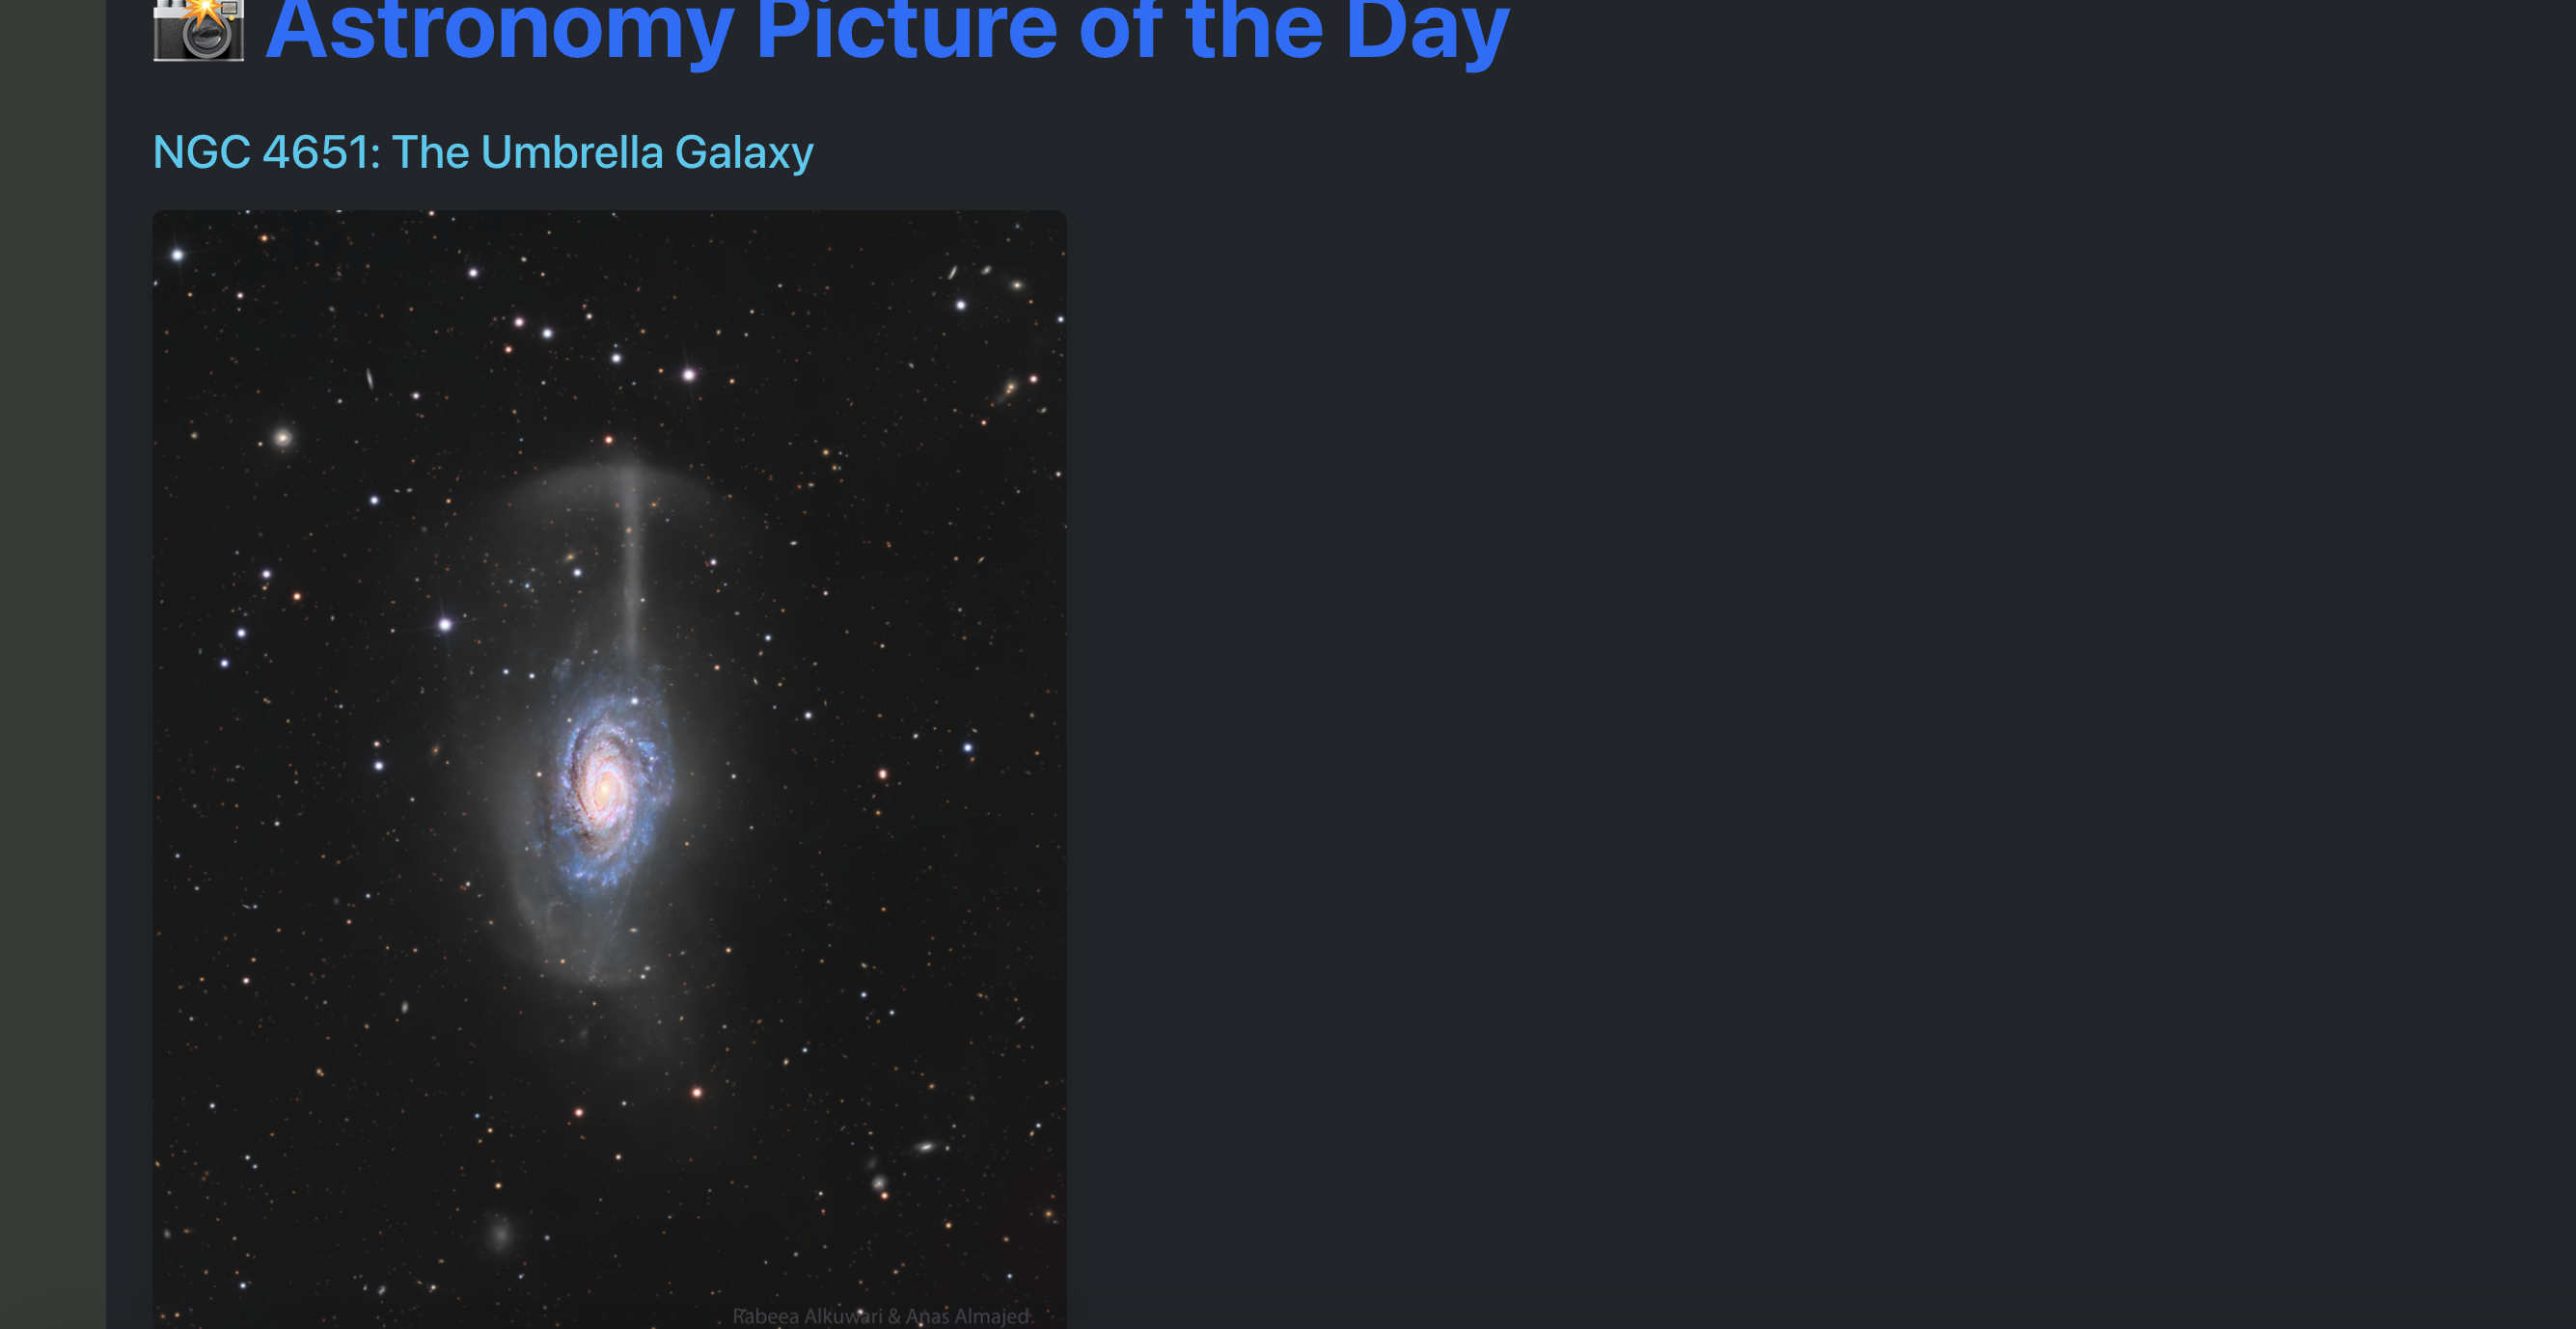 Astronomy Picture of the Day
NGC 4651: The Umbrella Galaxy
Rabeea Alkuwari & Anas Almajed